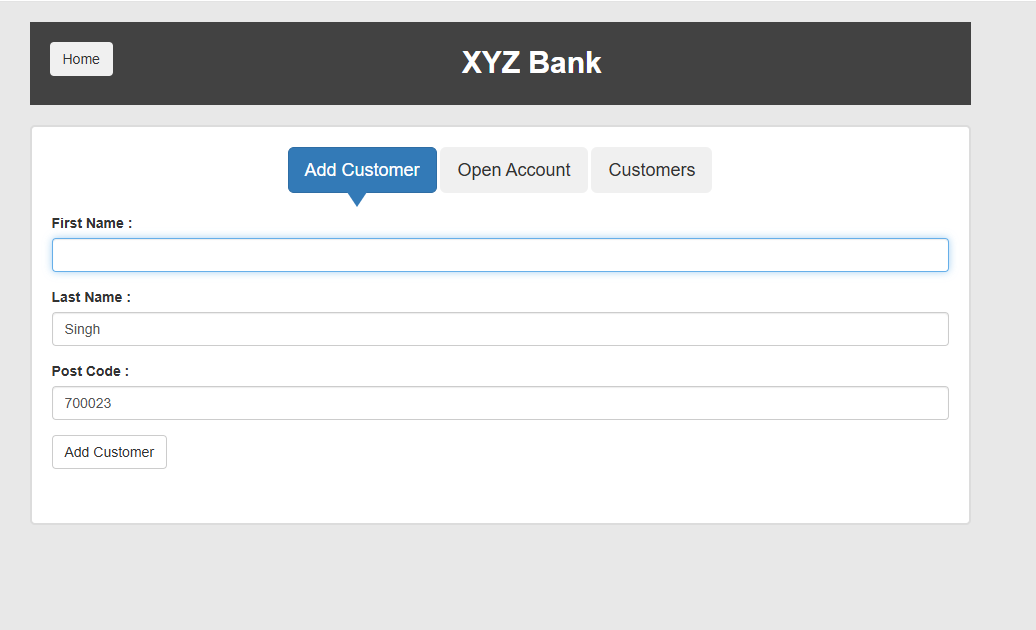 Home
XYZ Bank
Add Customer Open Account Customers
First Name :
Last Name :
Singh
Post Code :
700023
Add Customer